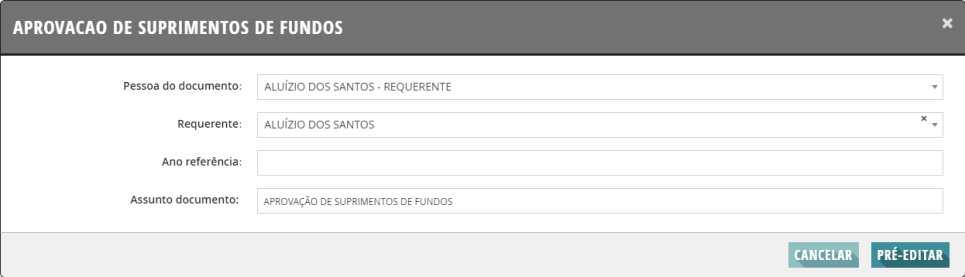 APROVACAO DE SUPRIMENTOS DE FUNDOS ×
Pessoa do documento: ALUÍZIO DOS SANTOS - REQUERENTE
Requerente: ALUÍZIO DOS SANTOS ×
Ano referência:
Assunto documento: APROVAÇÃO DE SUPRIMENTOS DE FUNDOS
CANCELAR PRÉ-EDITAR